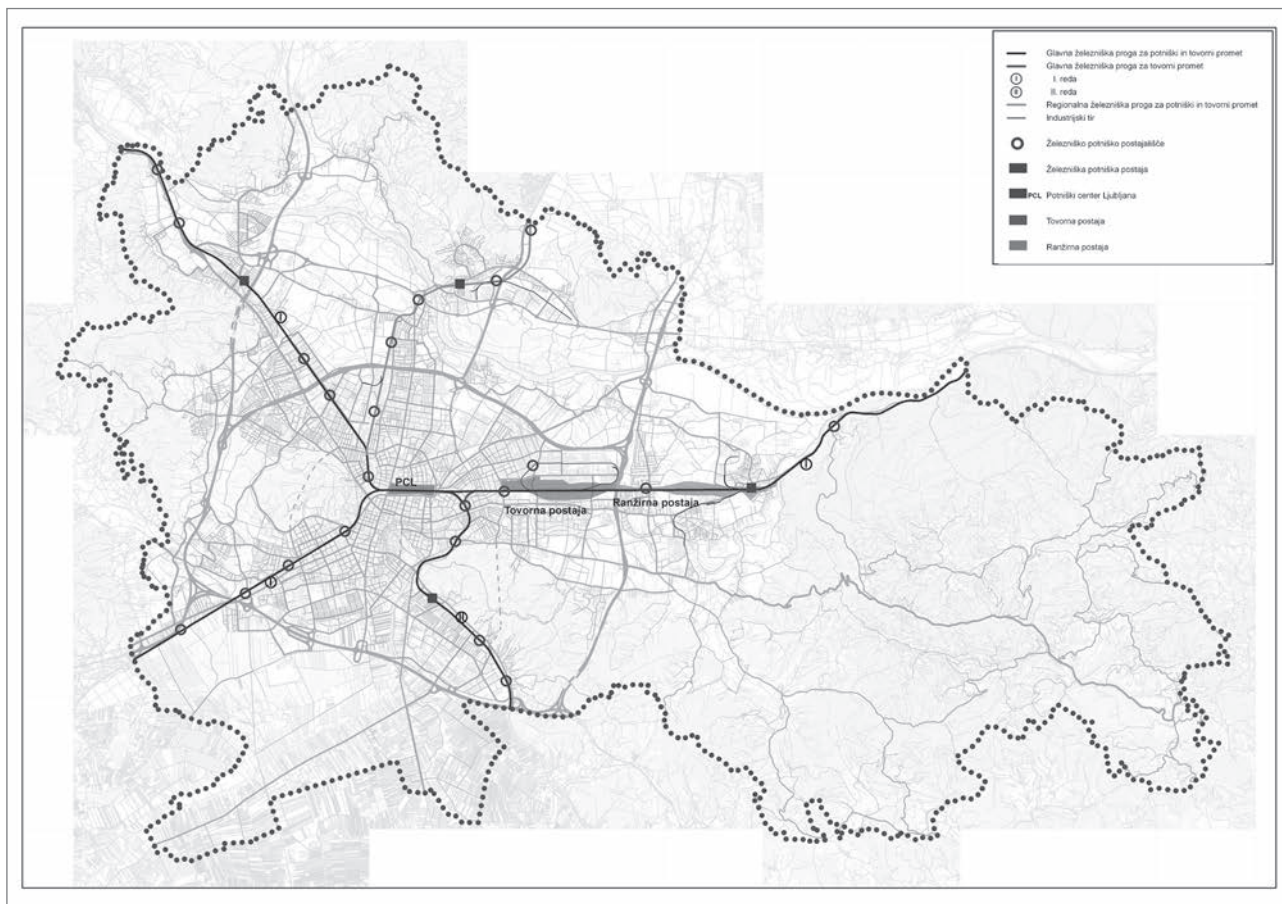 Glavna železniška proga za potniški in tovorni promet
Glavna železniška proga za tovorni promet
I I. reda
II II. reda
Regionalna železniška proga za potniški in tovorni promet
Industrijski tir
Železniško potniško postajališče
Železniška potniška postaja
PCL Potniški center Ljubljana
Tovorna postaja
Ranžirna postaja
I
I
PCL
Tovorna postaja
Ranžirna postaja
I
II